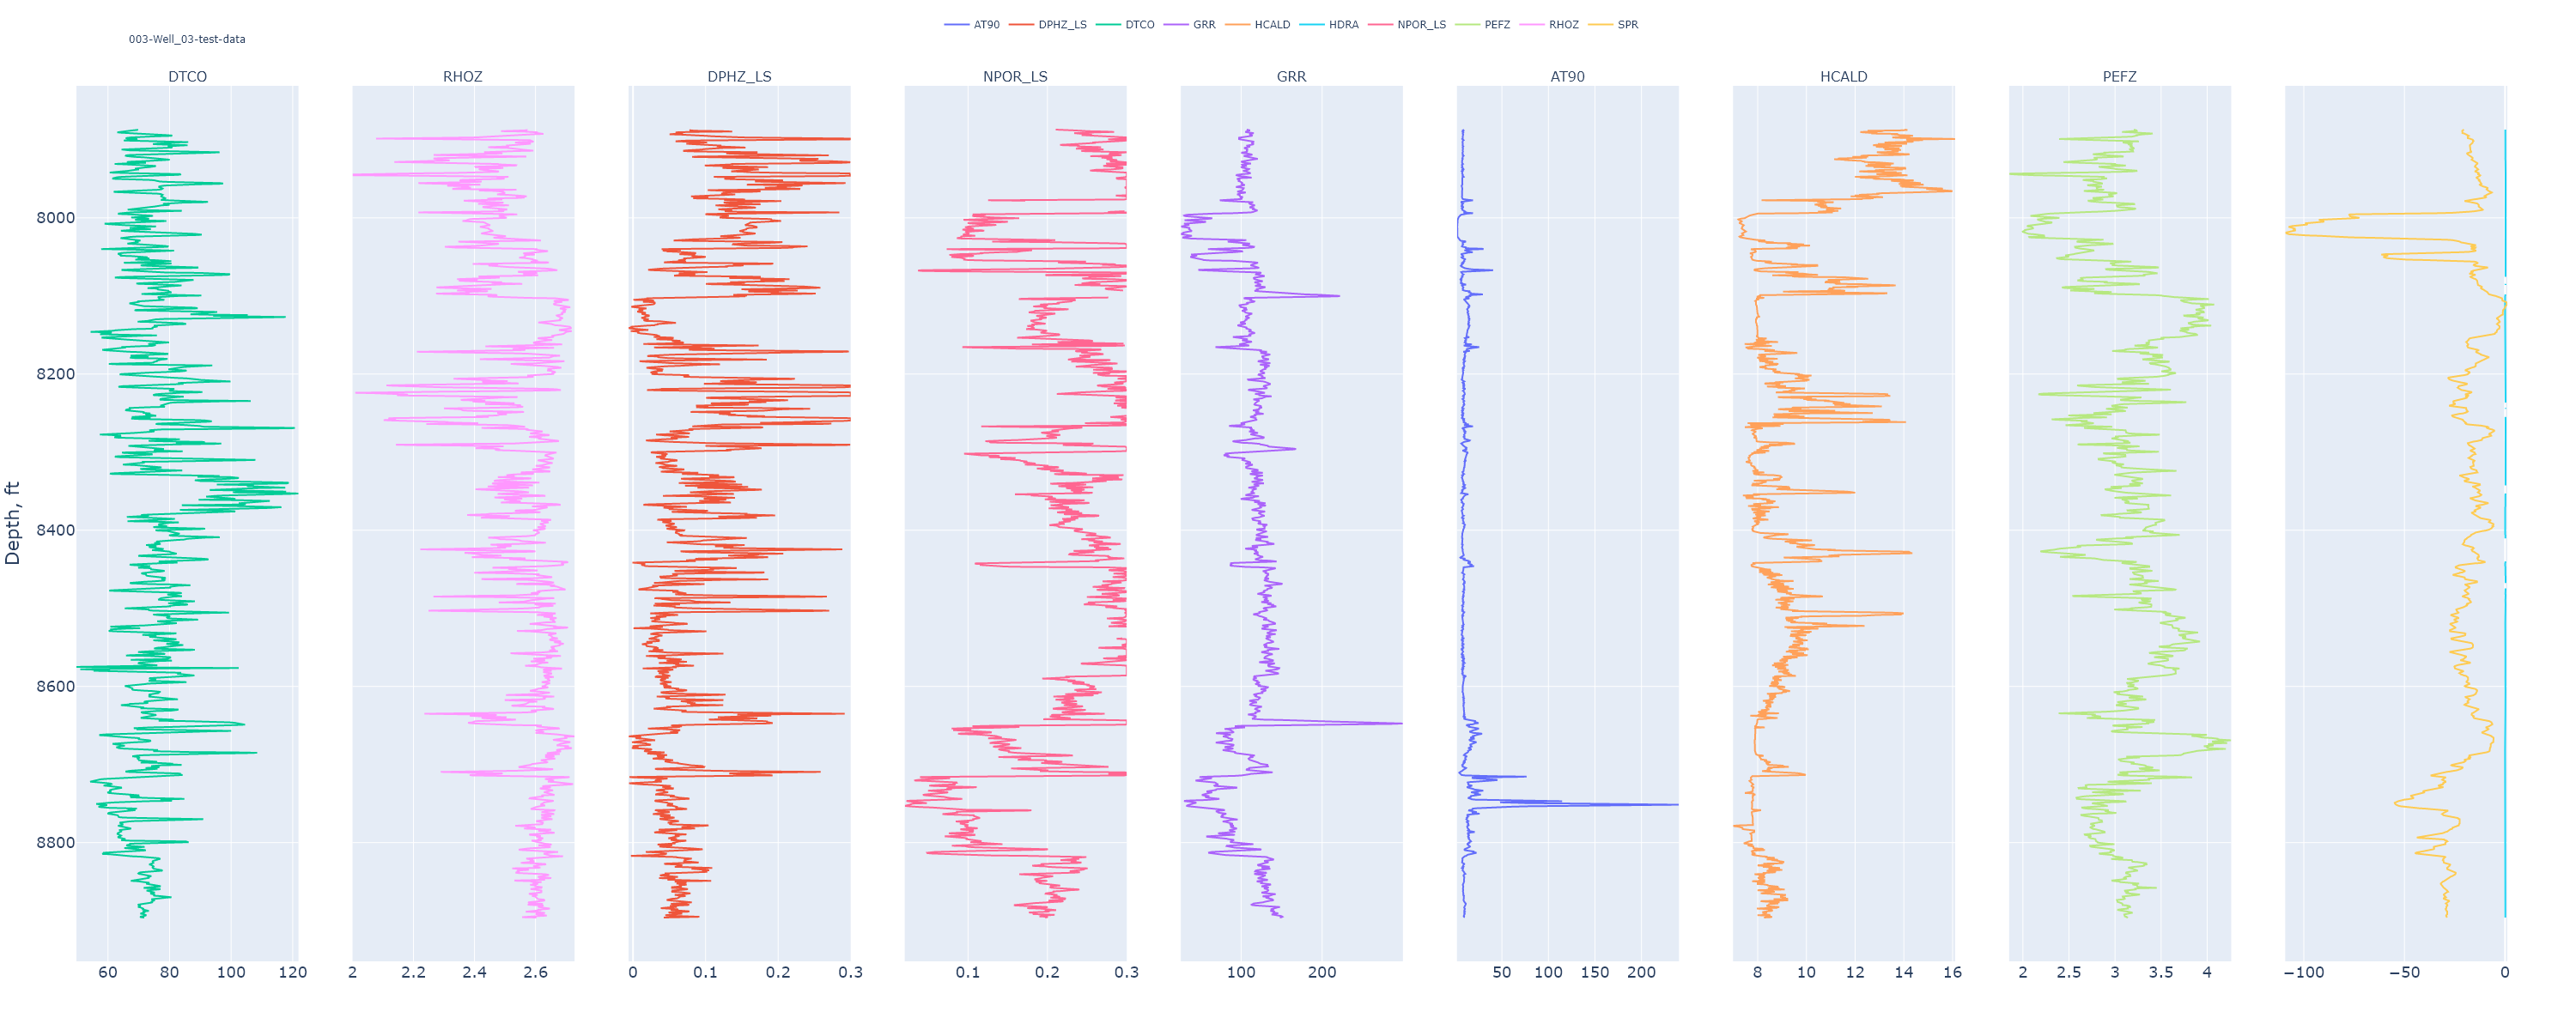 AT90 DPHZ_LS DTCO GRR HCALD HDRA NPOR_LS PEFZ RHOZ SPR
003-Well_03-test-data
DTCO RHOZ DPHZ_LS NPOR_LS GRR AT90 HCALD PEFZ
Depth, ft
8000
8200
8400
8600
8800
60 80 100 120 2 2.2 2.4 2.6 0 0.1 0.2 0.3 0.1 0.2 0.3 100 200 50 100 150 200 8 10 12 14 16 2 2.5 3 3.5 4 −100 −50 0